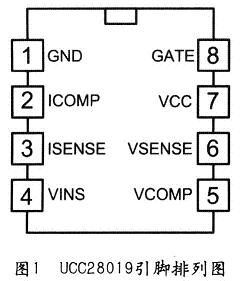 1 GND GATE 8
2 ICOMP VCC 7
3 ISENSE VSENSE 6
4 VINS VCOMP 5
图1 UCC28019引脚排列图